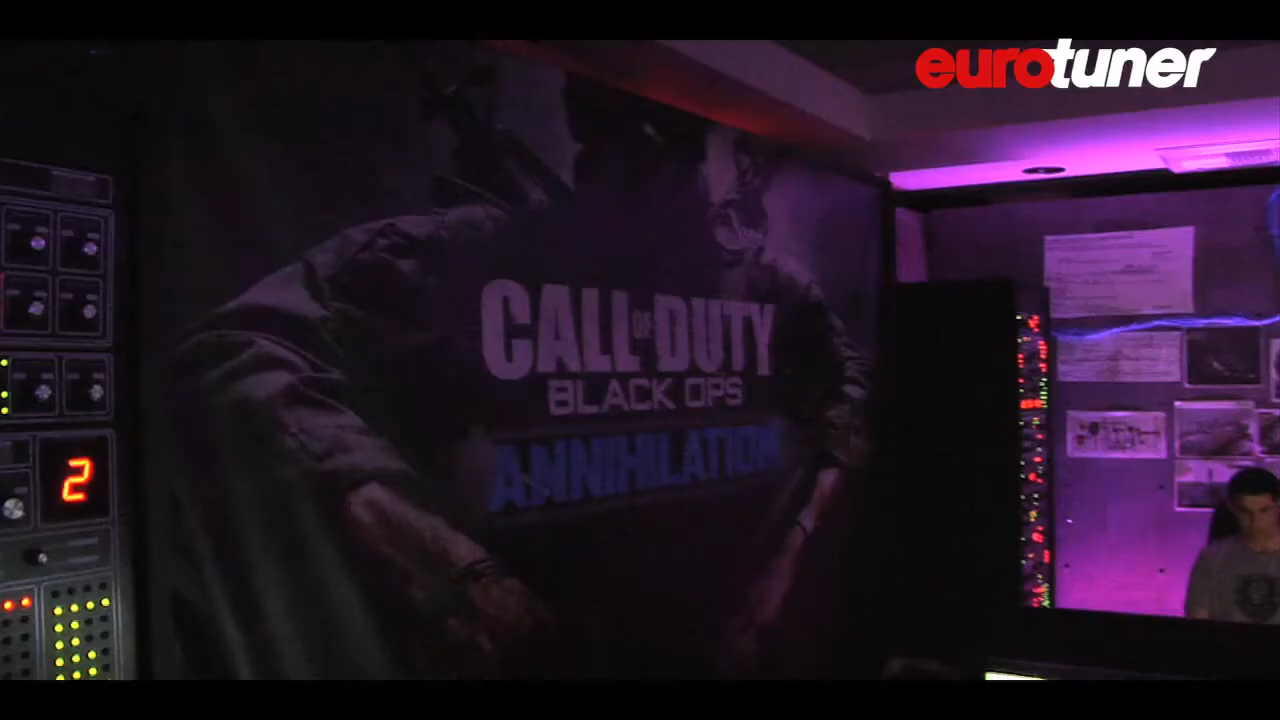 eurotuner
CALL OF DUTY
BLACK OPS
ANNIHILATION
2